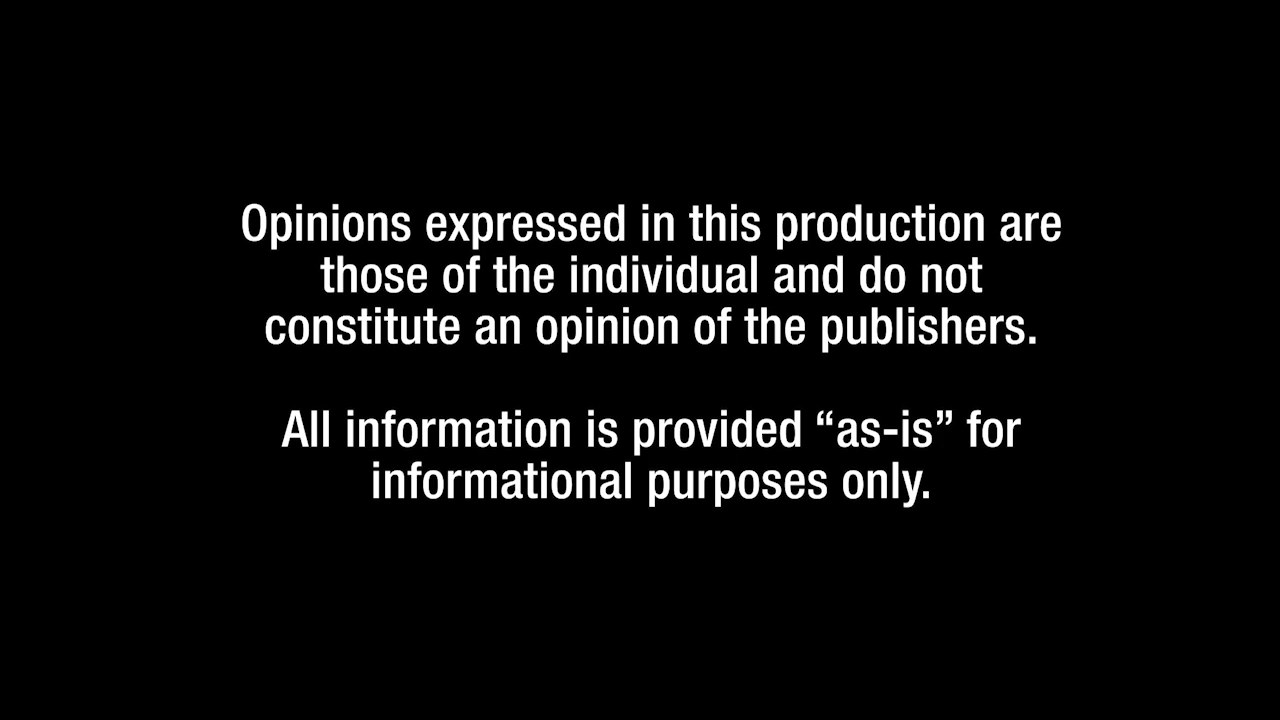 Opinions expressed in this production are
those of the individual and do not
constitute an opinion of the publishers.
All information is provided “as-is” for
informational purposes only.